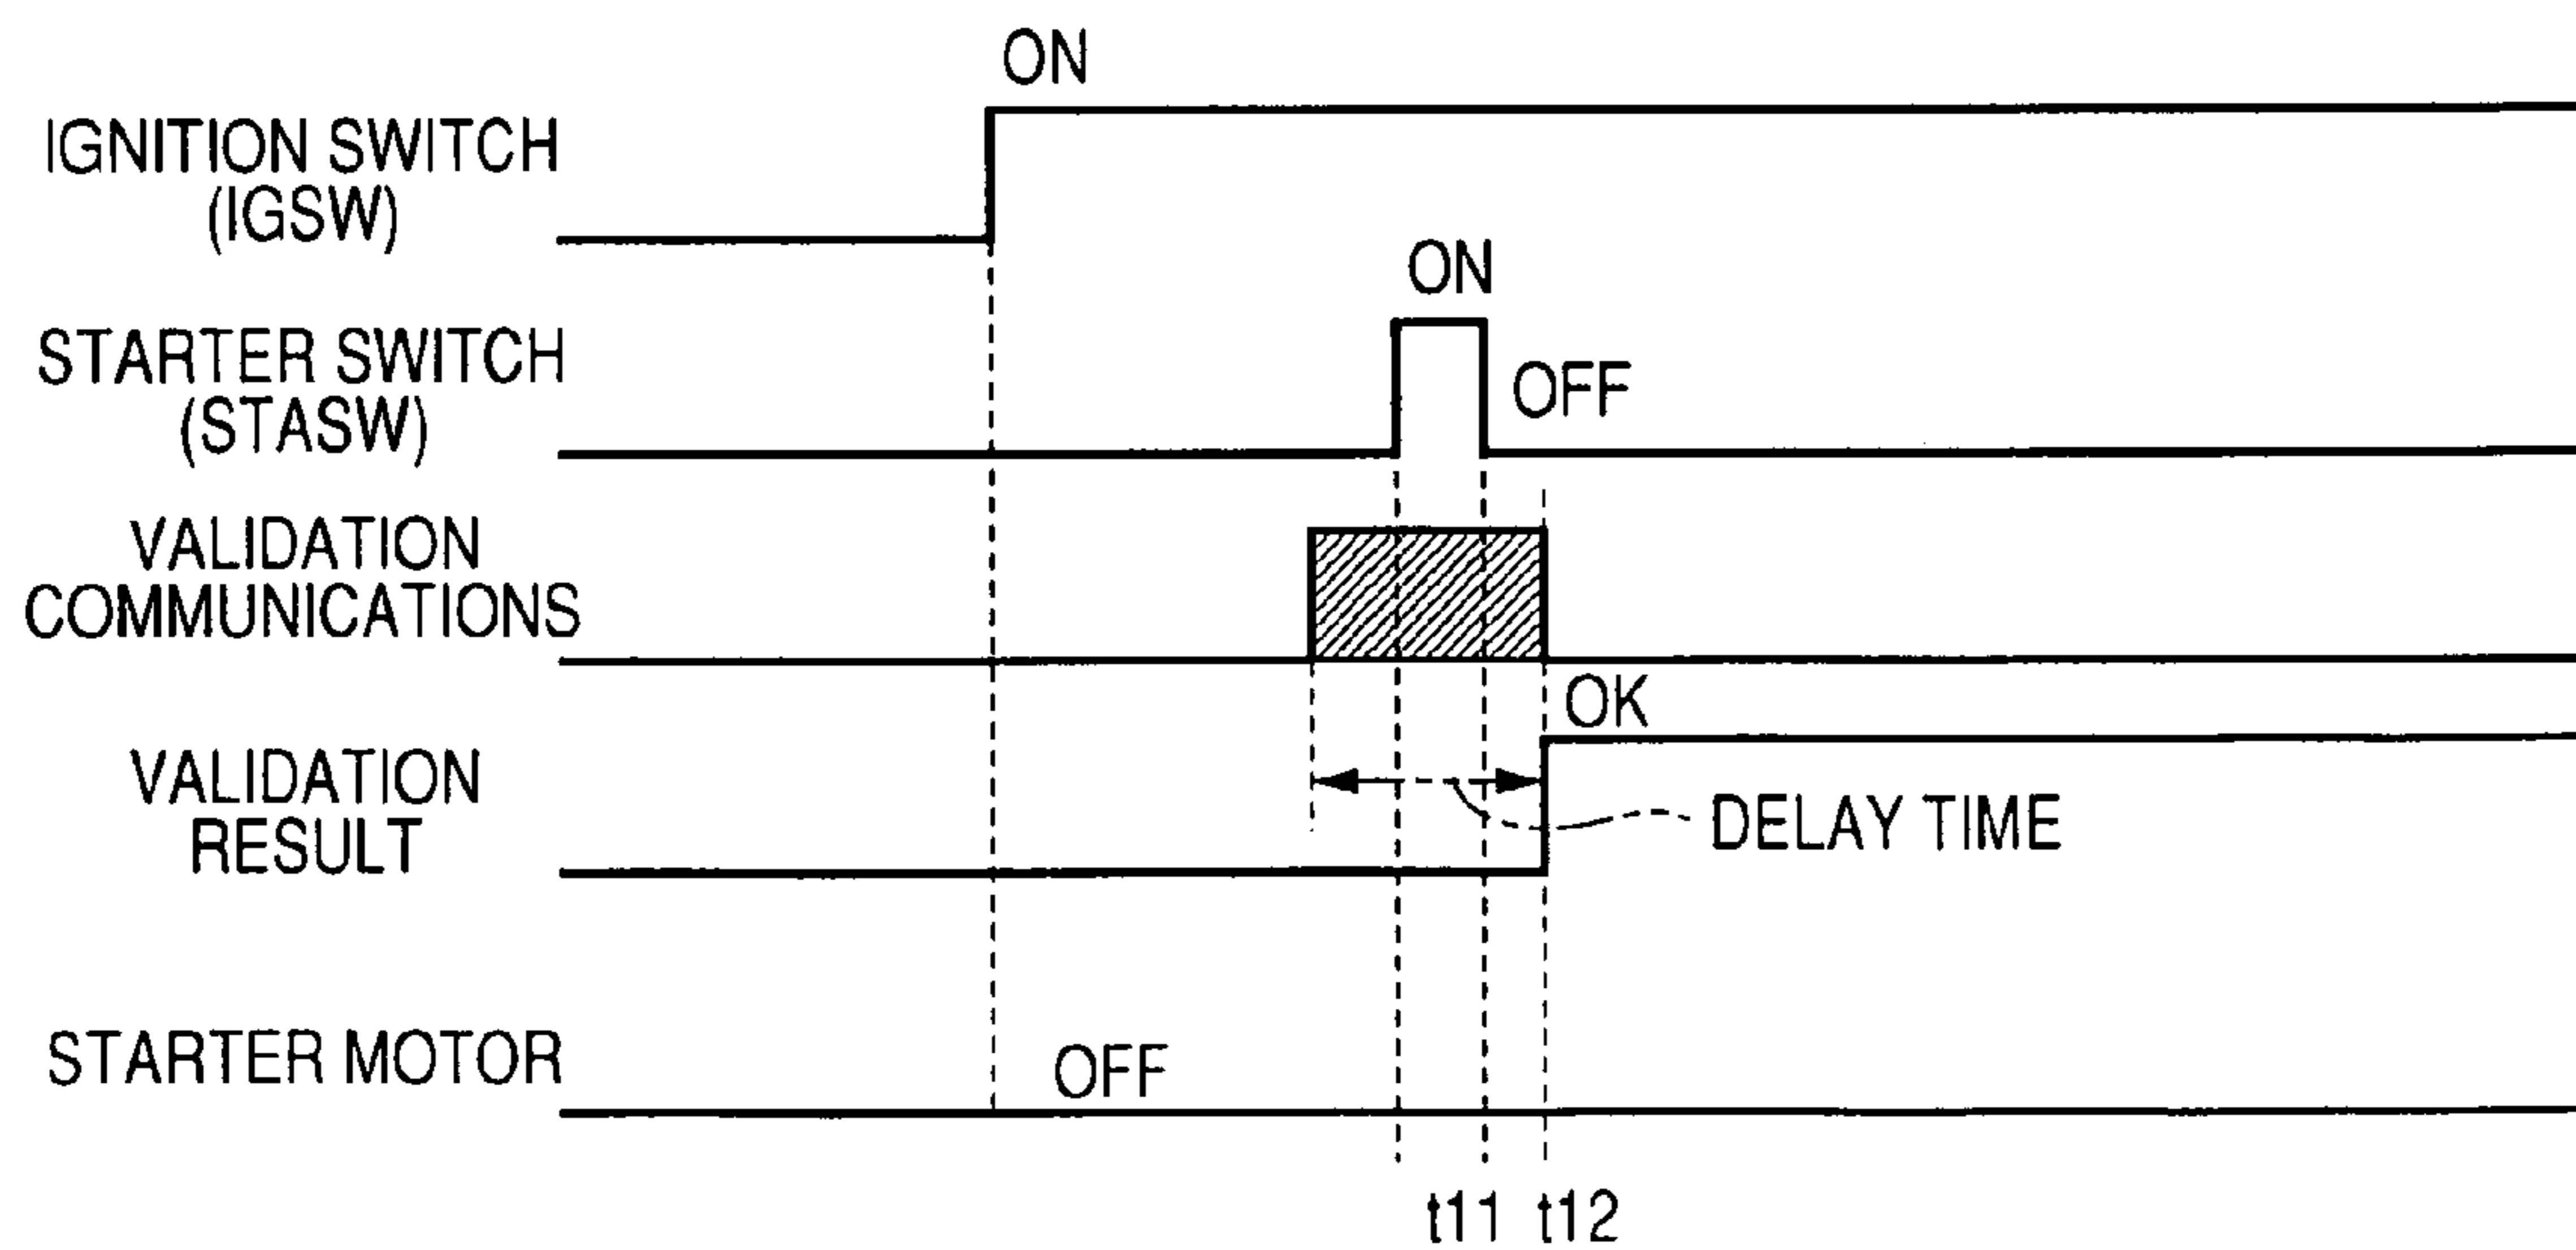 ON
IGNITION SWITCH
(IGSW)
ON
STARTER SWITCH
(STASW)
OFF
VALIDATION
COMMUNICATIONS
OK
VALIDATION
RESULT
DELAY TIME
STARTER MOTOR
OFF
t11 t12